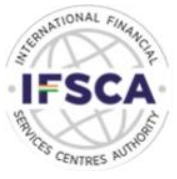 INTERNATIONAL FINANCIAL
IFSCA
SERVICES CENTRES AUTHORITY